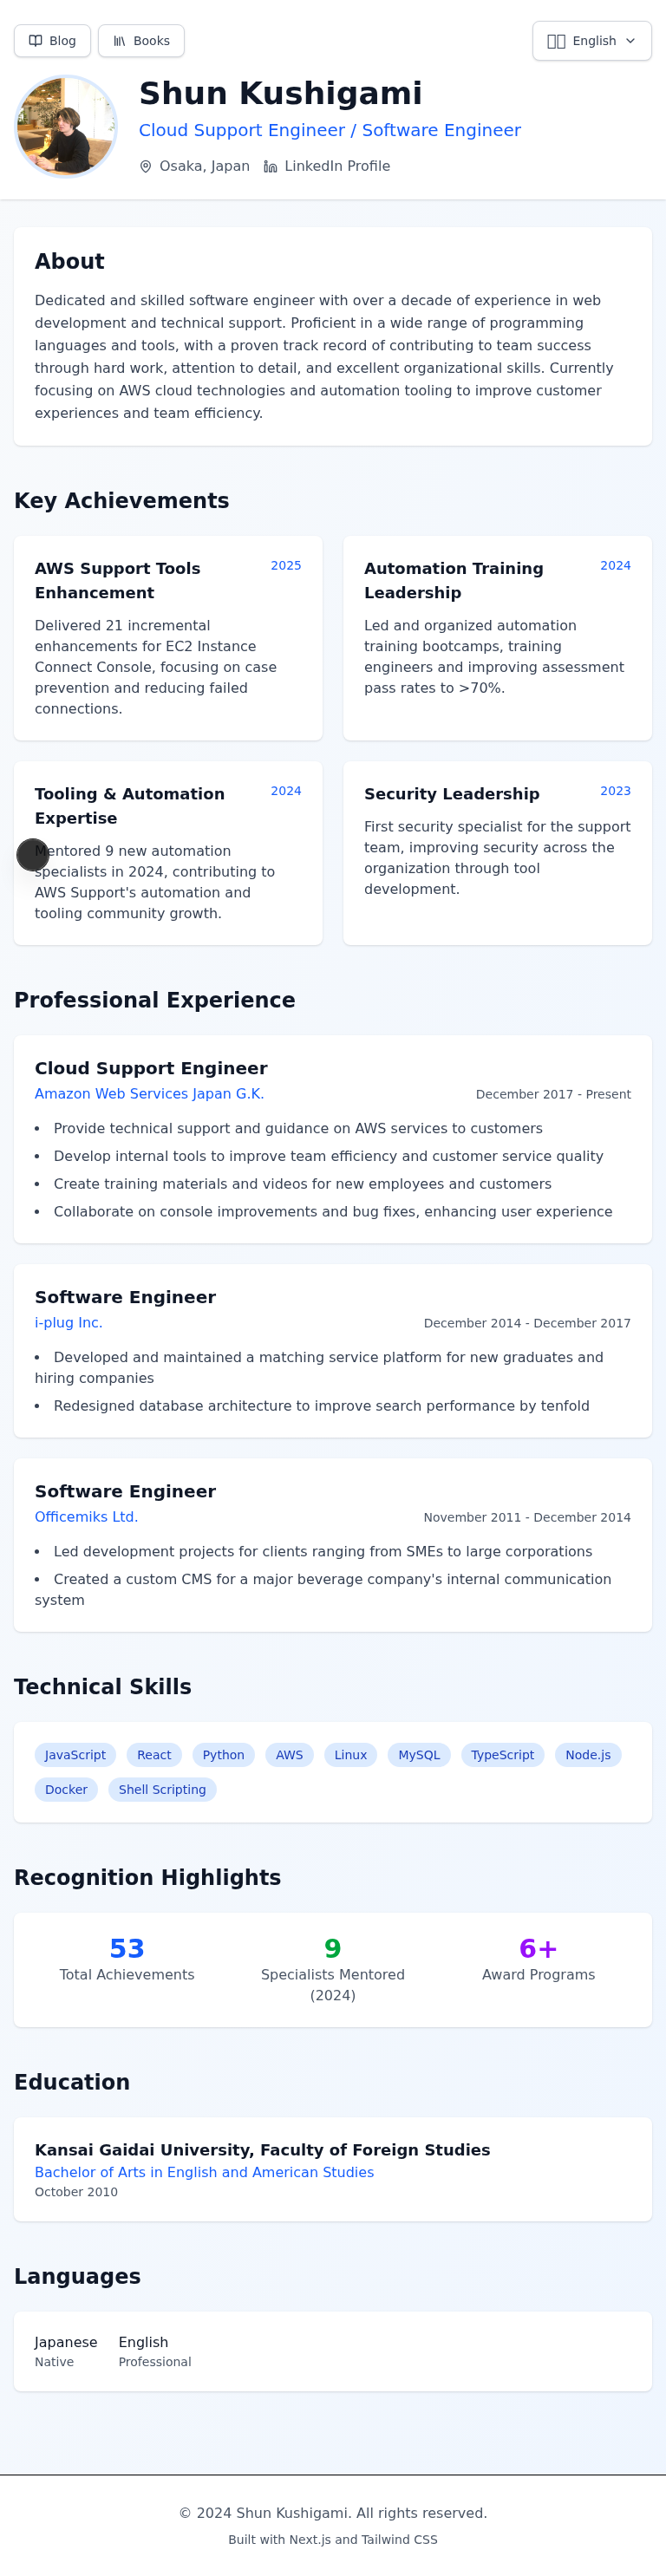 Blog
Books
English
Shun Kushigami
Cloud Support Engineer / Software Engineer
Osaka, Japan
LinkedIn Profile
About
Dedicated and skilled software engineer with over a decade of experience in web
development and technical support. Proficient in a wide range of programming
languages and tools, with a proven track record of contributing to team success
through hard work, attention to detail, and excellent organizational skills. Currently
focusing on AWS cloud technologies and automation tooling to improve customer
experiences and team efficiency.
Key Achievements
AWS Support Tools
Enhancement
2025
Delivered 21 incremental
enhancements for EC2 Instance
Connect Console, focusing on case
prevention and reducing failed
connections.
Automation Training
Leadership
2024
Led and organized automation
training bootcamps, training
engineers and improving assessment
pass rates to >70%.
Tooling & Automation
Expertise
2024
Mentored 9 new automation
specialists in 2024, contributing to
AWS Support's automation and
tooling community growth.
Security Leadership
2023
First security specialist for the support
team, improving security across the
organization through tool
development.
Professional Experience
Cloud Support Engineer
Amazon Web Services Japan G.K.
December 2017 - Present
• Provide technical support and guidance on AWS services to customers
• Develop internal tools to improve team efficiency and customer service quality
• Create training materials and videos for new employees and customers
• Collaborate on console improvements and bug fixes, enhancing user experience
Software Engineer
i-plug Inc.
December 2014 - December 2017
• Developed and maintained a matching service platform for new graduates and
hiring companies
• Redesigned database architecture to improve search performance by tenfold
Software Engineer
Officemiks Ltd.
November 2011 - December 2014
• Led development projects for clients ranging from SMEs to large corporations
• Created a custom CMS for a major beverage company's internal communication
system
Technical Skills
JavaScript
React
Python
AWS
Linux
MySQL
TypeScript
Node.js
Docker
Shell Scripting
Recognition Highlights
53
Total Achievements
9
Specialists Mentored
(2024)
6+
Award Programs
Education
Kansai Gaidai University, Faculty of Foreign Studies
Bachelor of Arts in English and American Studies
October 2010
Languages
Japanese
Native
English
Professional
© 2024 Shun Kushigami. All rights reserved.
Built with Next.js and Tailwind CSS